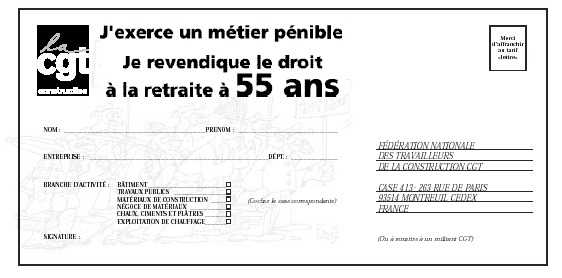 la
cgt
construction
J'exerce un métier pénible
Je revendique le droit
à la retraite à 55 ans
Merci
d'affranchir
au tarif
«lettre»
NOM : PRÉNOM :
ENTREPRISE : DÉPT. :
BRANCHE D'ACTIVITÉ : BÂTIMENT
TRAVAUX PUBLICS
MATÉRIAUX DE CONSTRUCTION
NÉGOCE DE MATÉRIAUX
CHAUX, CIMENTS ET PLÂTRES
EXPLOITATION DE CHAUFFAGE
(Cochez la case correspondante)
SIGNATURE :
FÉDÉRATION NATIONALE
DES TRAVAILLEURS
DE LA CONSTRUCTION CGT
CASE 413 - 263 RUE DE PARIS
93514 MONTREUIL CEDEX
FRANCE
(Ou à remettre à un militant CGT)